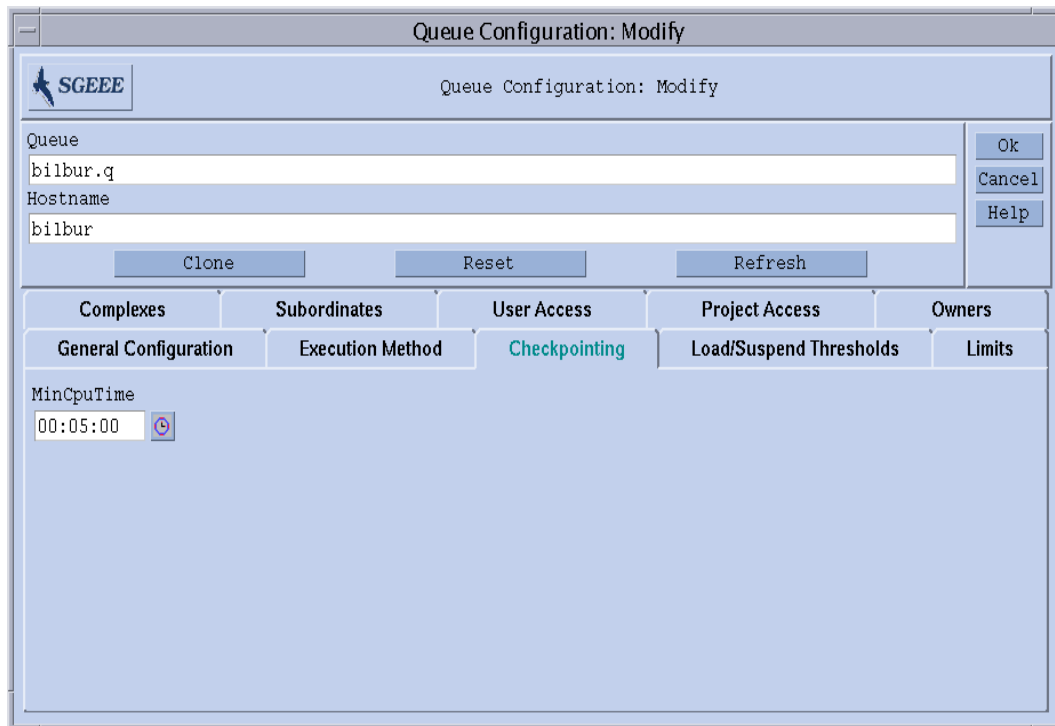 Queue Configuration: Modify
SGEEE
Queue Configuration: Modify
Queue
bilbur.q
Hostname
bilbur
Ok
Cancel
Help
Clone Reset Refresh
Complexes Subordinates User Access Project Access Owners
General Configuration Execution Method Checkpointing Load/Suspend Thresholds Limits
MinCpuTime
00:05:00